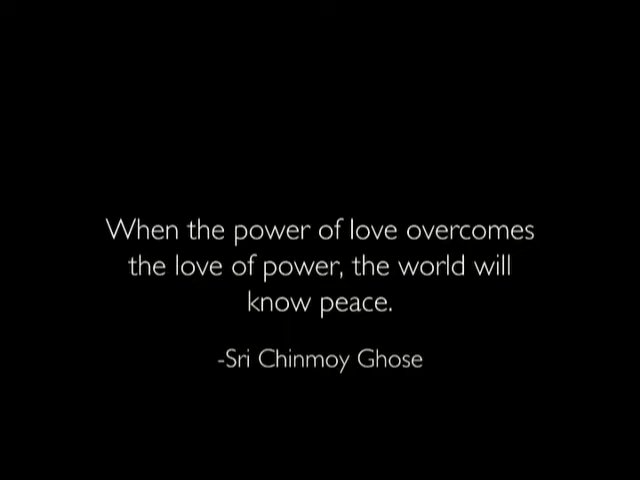 When the power of love overcomes
the love of power, the world will
know peace.
-Sri Chinmoy Ghose